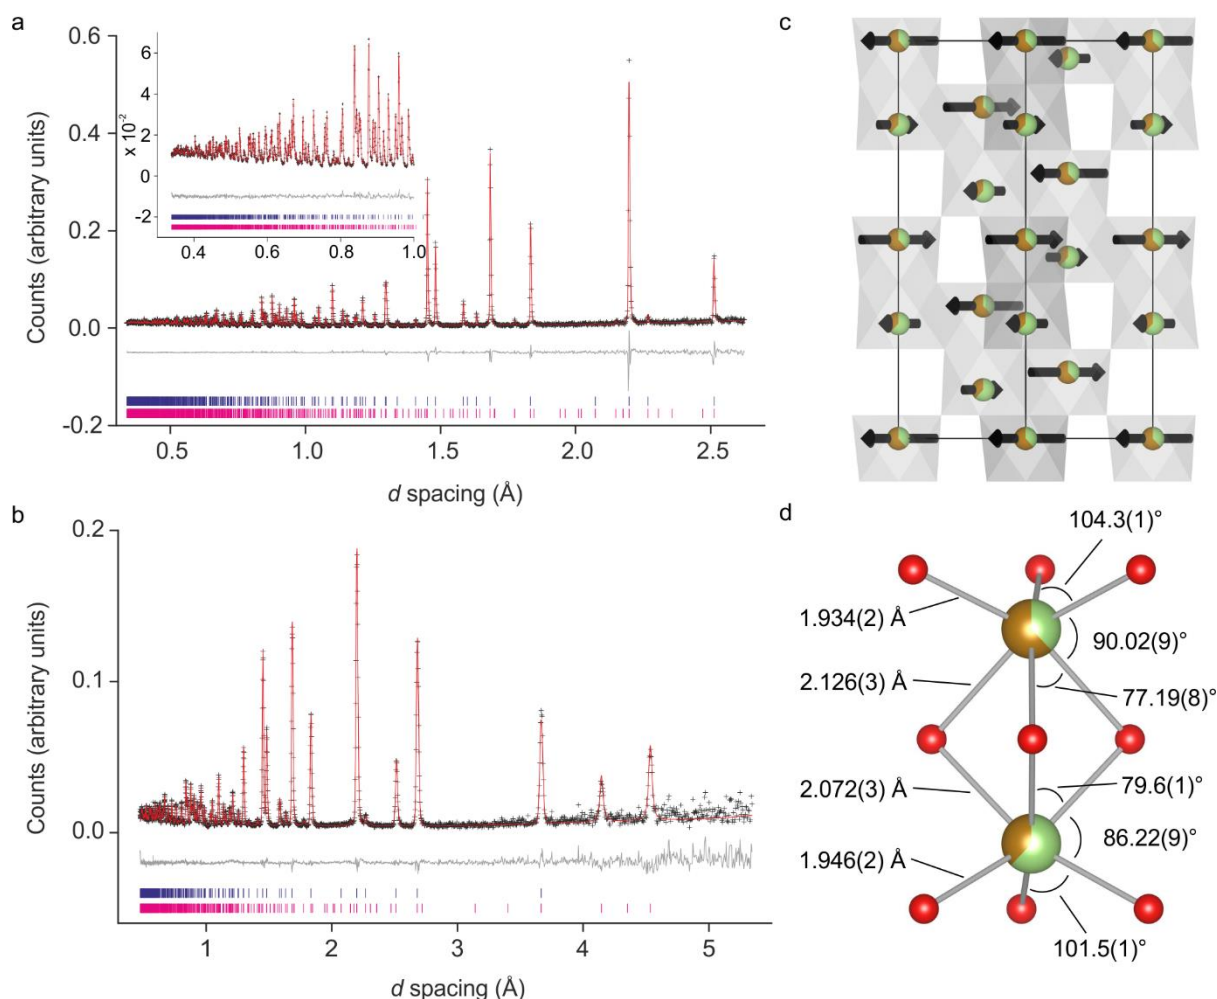 a
0.6
0.4
0.2
0.0
-0.2
Counts (arbitrary units)
6
4
2
0
-2
x 10⁻²
0.4 0.6 0.8 1.0
0.5 1.0 1.5 2.0 2.5
d spacing (Å)
b
0.2
0.1
0.0
Counts (arbitrary units)
1 2 3 4 5
d spacing (Å)
c
d
104.3(1)°
1.934(2) Å
90.02(9)°
2.126(3) Å
77.19(8)°
2.072(3) Å
79.6(1)°
86.22(9)°
1.946(2) Å
101.5(1)°